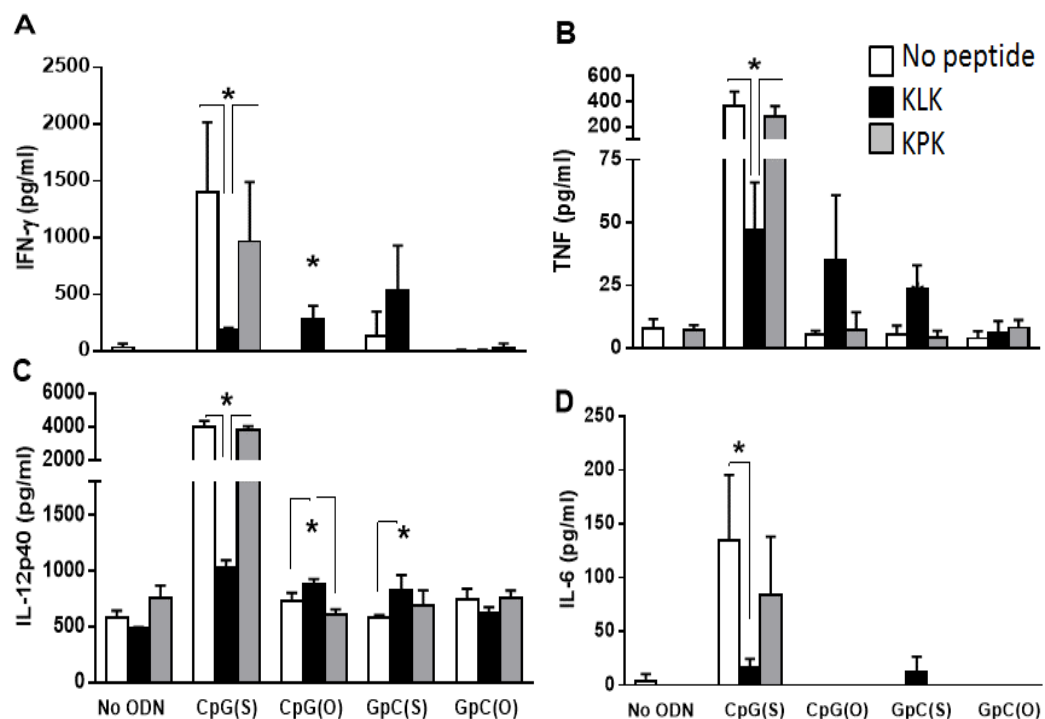 A
IFN-γ (pg/ml)
2500
2000
1500
1000
500
0
*
*
B
TNF (pg/ml)
600
400
200
75
50
25
0
*
No peptide
KLK
KPK
C
IL-12p40 (pg/ml)
6000
4000
2000
1500
1000
500
0
*
*
*
No ODN CpG(S) CpG(O) GpC(S) GpC(O)
D
IL-6 (pg/ml)
250
200
150
100
50
0
*
No ODN CpG(S) CpG(O) GpC(S) GpC(O)